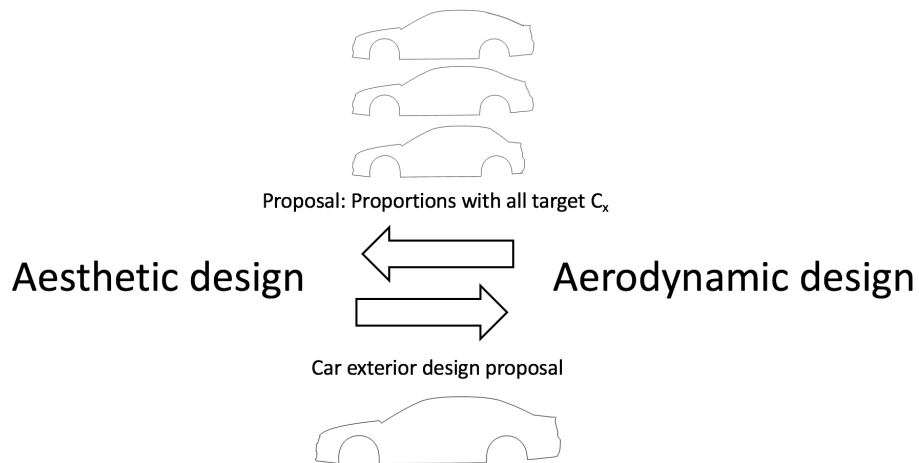 Proposal: Proportions with all target Cₓ
Aesthetic design
Aerodynamic design
Car exterior design proposal